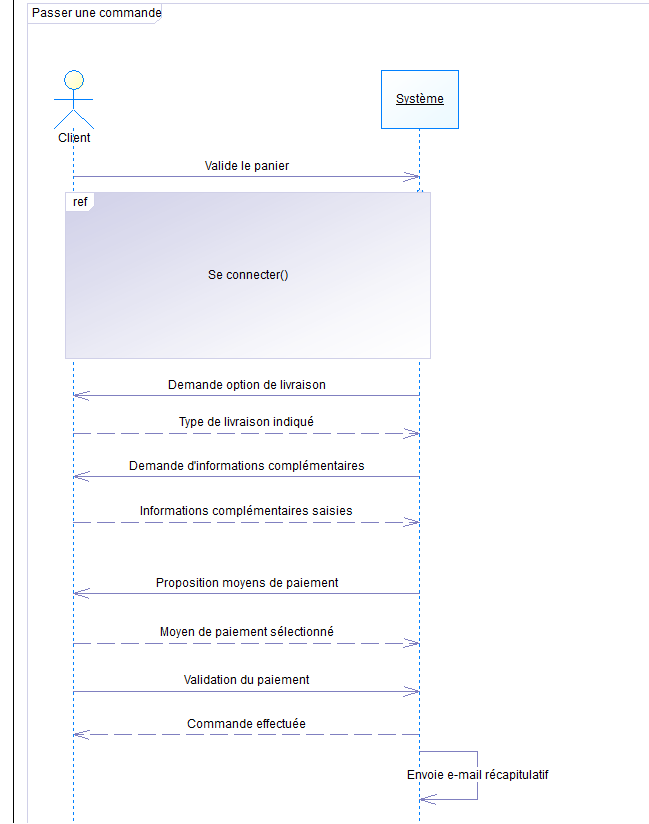 Passer une commande
Système
Client
Valide le panier
ref
Se connecter()
Demande option de livraison
Type de livraison indiqué
Demande d'informations complémentaires
Informations complémentaires saisies
Proposition moyens de paiement
Moyen de paiement sélectionné
Validation du paiement
Commande effectuée
Envoie e-mail récapitulatif